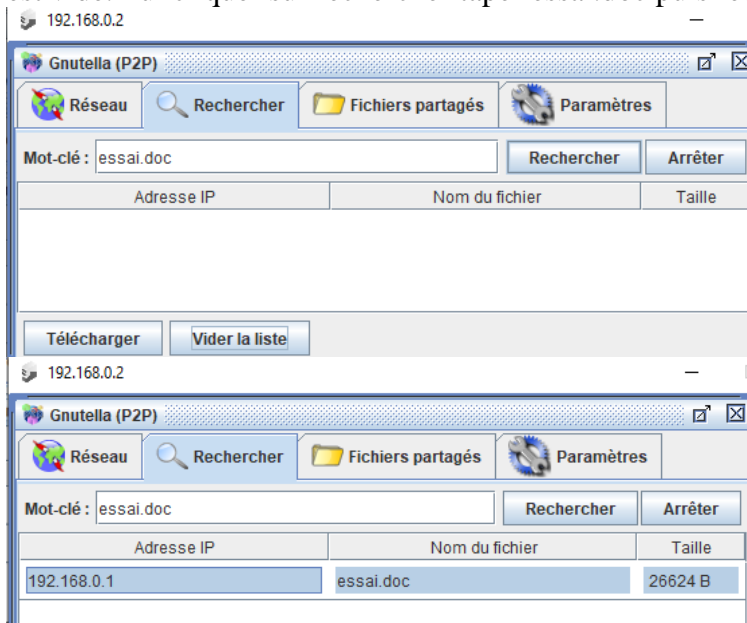 192.168.0.2
Gnutella (P2P)
Réseau Rechercher Fichiers partagés Paramètres
Mot-clé : essai.doc Rechercher Arrêter
Adresse IP Nom du fichier Taille
Télécharger Vider la liste
192.168.0.2
Gnutella (P2P)
Réseau Rechercher Fichiers partagés Paramètres
Mot-clé : essai.doc Rechercher Arrêter
Adresse IP Nom du fichier Taille
192.168.0.1 essai.doc 26624 B